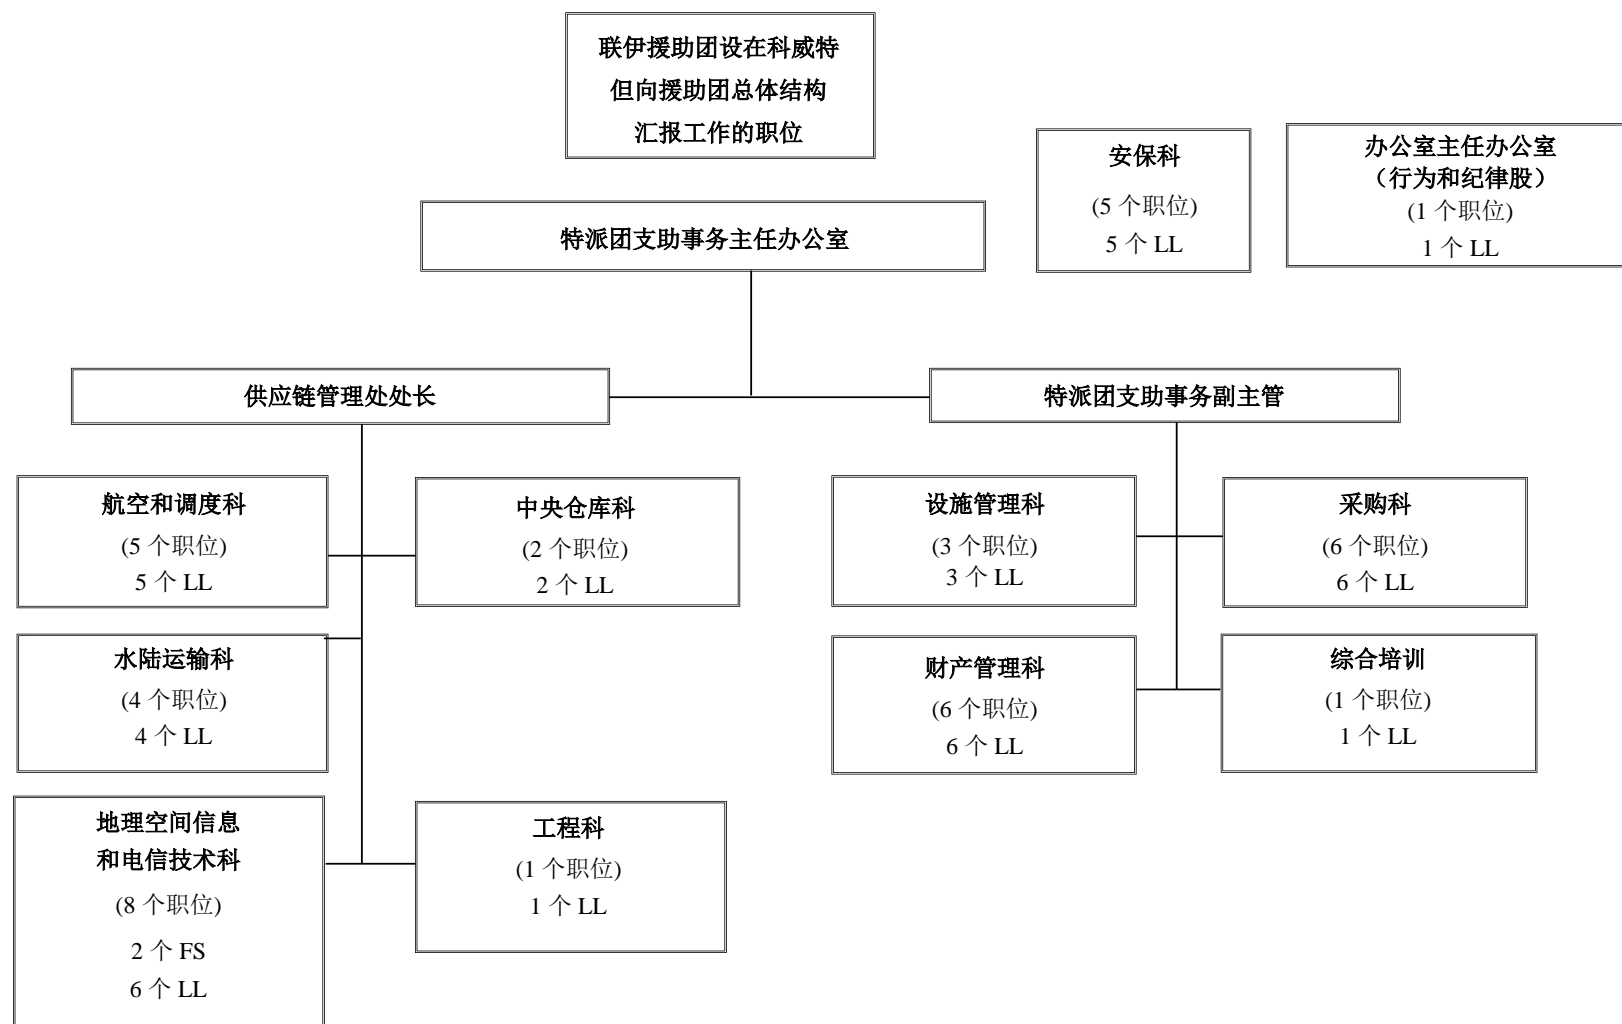 联伊援助团设在科威特
但向援助团总体结构
汇报工作的职位
安保科
(5 个职位)
5 个 LL
办公室主任办公室
（行为和纪律股）
(1 个职位)
1 个 LL
特派团支助事务主任办公室
供应链管理处处长
特派团支助事务副主管
航空和调度科
(5 个职位)
5 个 LL
中央仓库科
(2 个职位)
2 个 LL
设施管理科
(3 个职位)
3 个 LL
采购科
(6 个职位)
6 个 LL
水陆运输科
(4 个职位)
4 个 LL
财产管理科
(6 个职位)
6 个 LL
综合培训
(1 个职位)
1 个 LL
地理空间信息
和电信技术科
(8 个职位)
2 个 FS
6 个 LL
工程科
(1 个职位)
1 个 LL